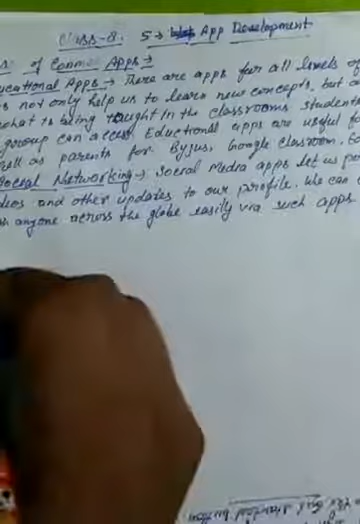 Class-8. 5→ App Development
of Common Apps→
ucational Apps→ There are apps for all levels of
s not only help us to learn new concepts, but a
what is being taught in the classrooms students
group can access. Eductional apps are useful fo
well as parents for Byjus, Google Classroom,
Social Networking→ Social Media apps let us po
deos and other updates to our profile. We can
anyone across the globe easily via such apps